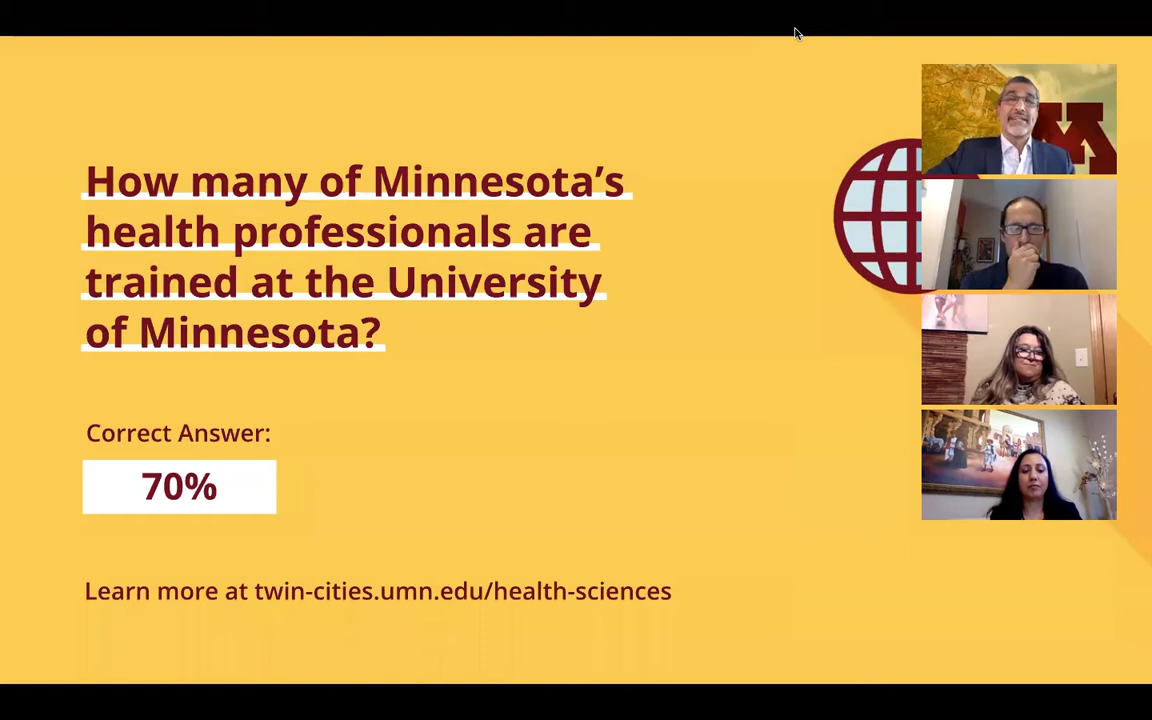 How many of Minnesota's
health professionals are
trained at the University
of Minnesota?
M
Correct Answer:
70%
Learn more at twin-cities.umn.edu/health-sciences